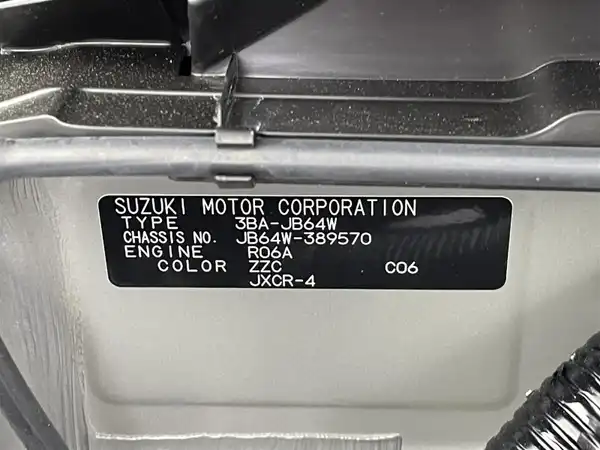 SUZUKI MOTOR CORPORATION
TYPE 3BA-JB64W
CHASSIS NO. JB64W-389570
ENGINE R06A
COLOR ZZC C06
JXCR-4